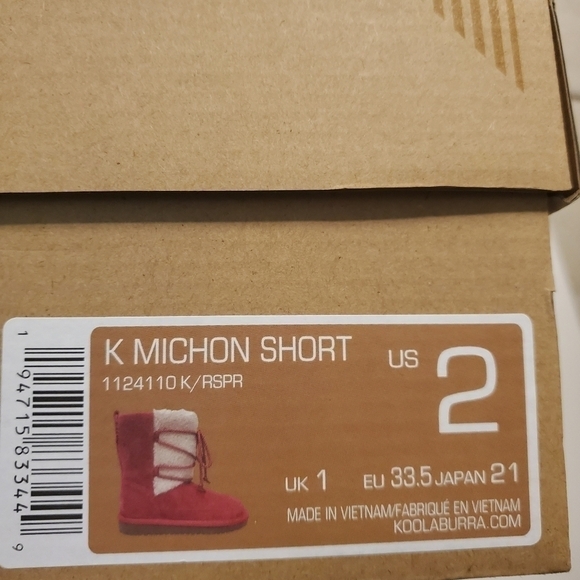 K MICHON SHORT
1124110 K/RSPR
US 2
UK 1 EU 33.5 JAPAN 21
MADE IN VIETNAM/FABRIQUÉ EN VIETNAM
KOOLABURRA.COM
1 94715 83344 9